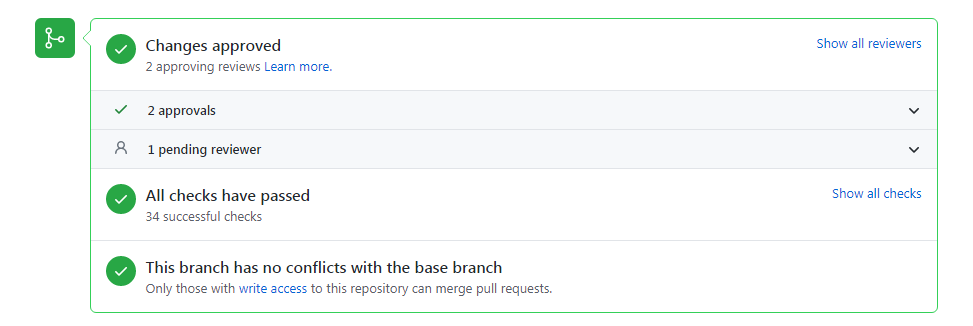 Changes approved
Show all reviewers
2 approving reviews Learn more.
2 approvals
1 pending reviewer
All checks have passed
Show all checks
34 successful checks
This branch has no conflicts with the base branch
Only those with write access to this repository can merge pull requests.